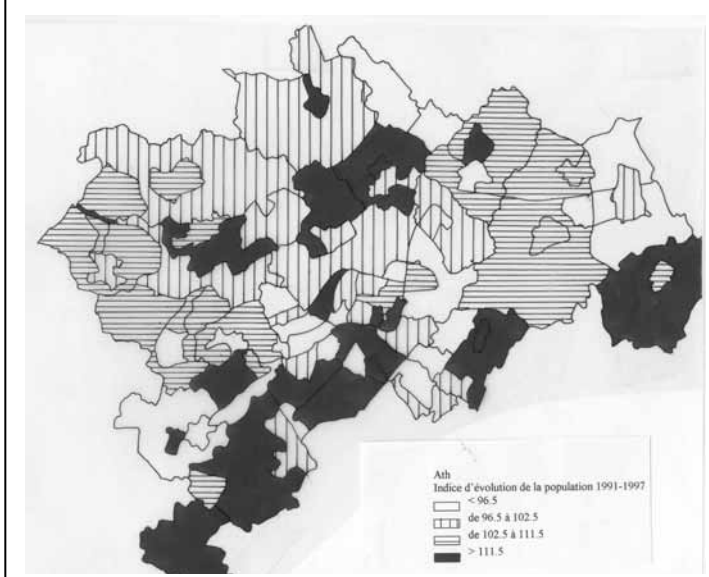 Ath
Indice d'évolution de la population 1991-1997
< 96.5
de 96.5 à 102.5
de 102.5 à 111.5
> 111.5